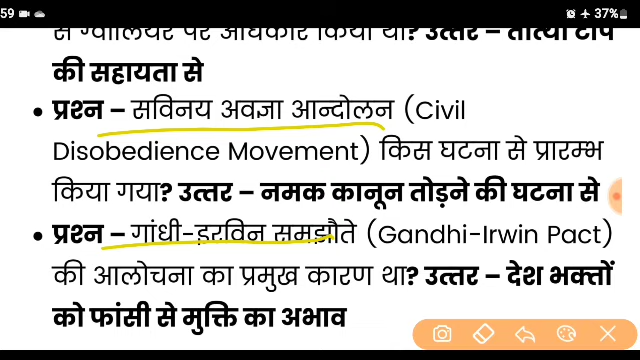 59 37%
से ग्वालियर पर अधिकार किया था? उत्तर – तात्या टोपे
की सहायता से
• प्रश्न – सविनय अवज्ञा आन्दोलन (Civil
Disobedience Movement) किस घटना से प्रारम्भ
किया गया? उत्तर – नमक कानून तोड़ने की घटना से
• प्रश्न – गांधी-इरविन समझौते (Gandhi-Irwin Pact)
की आलोचना का प्रमुख कारण था? उत्तर – देश भक्तों
को फांसी से मुक्ति का अभाव